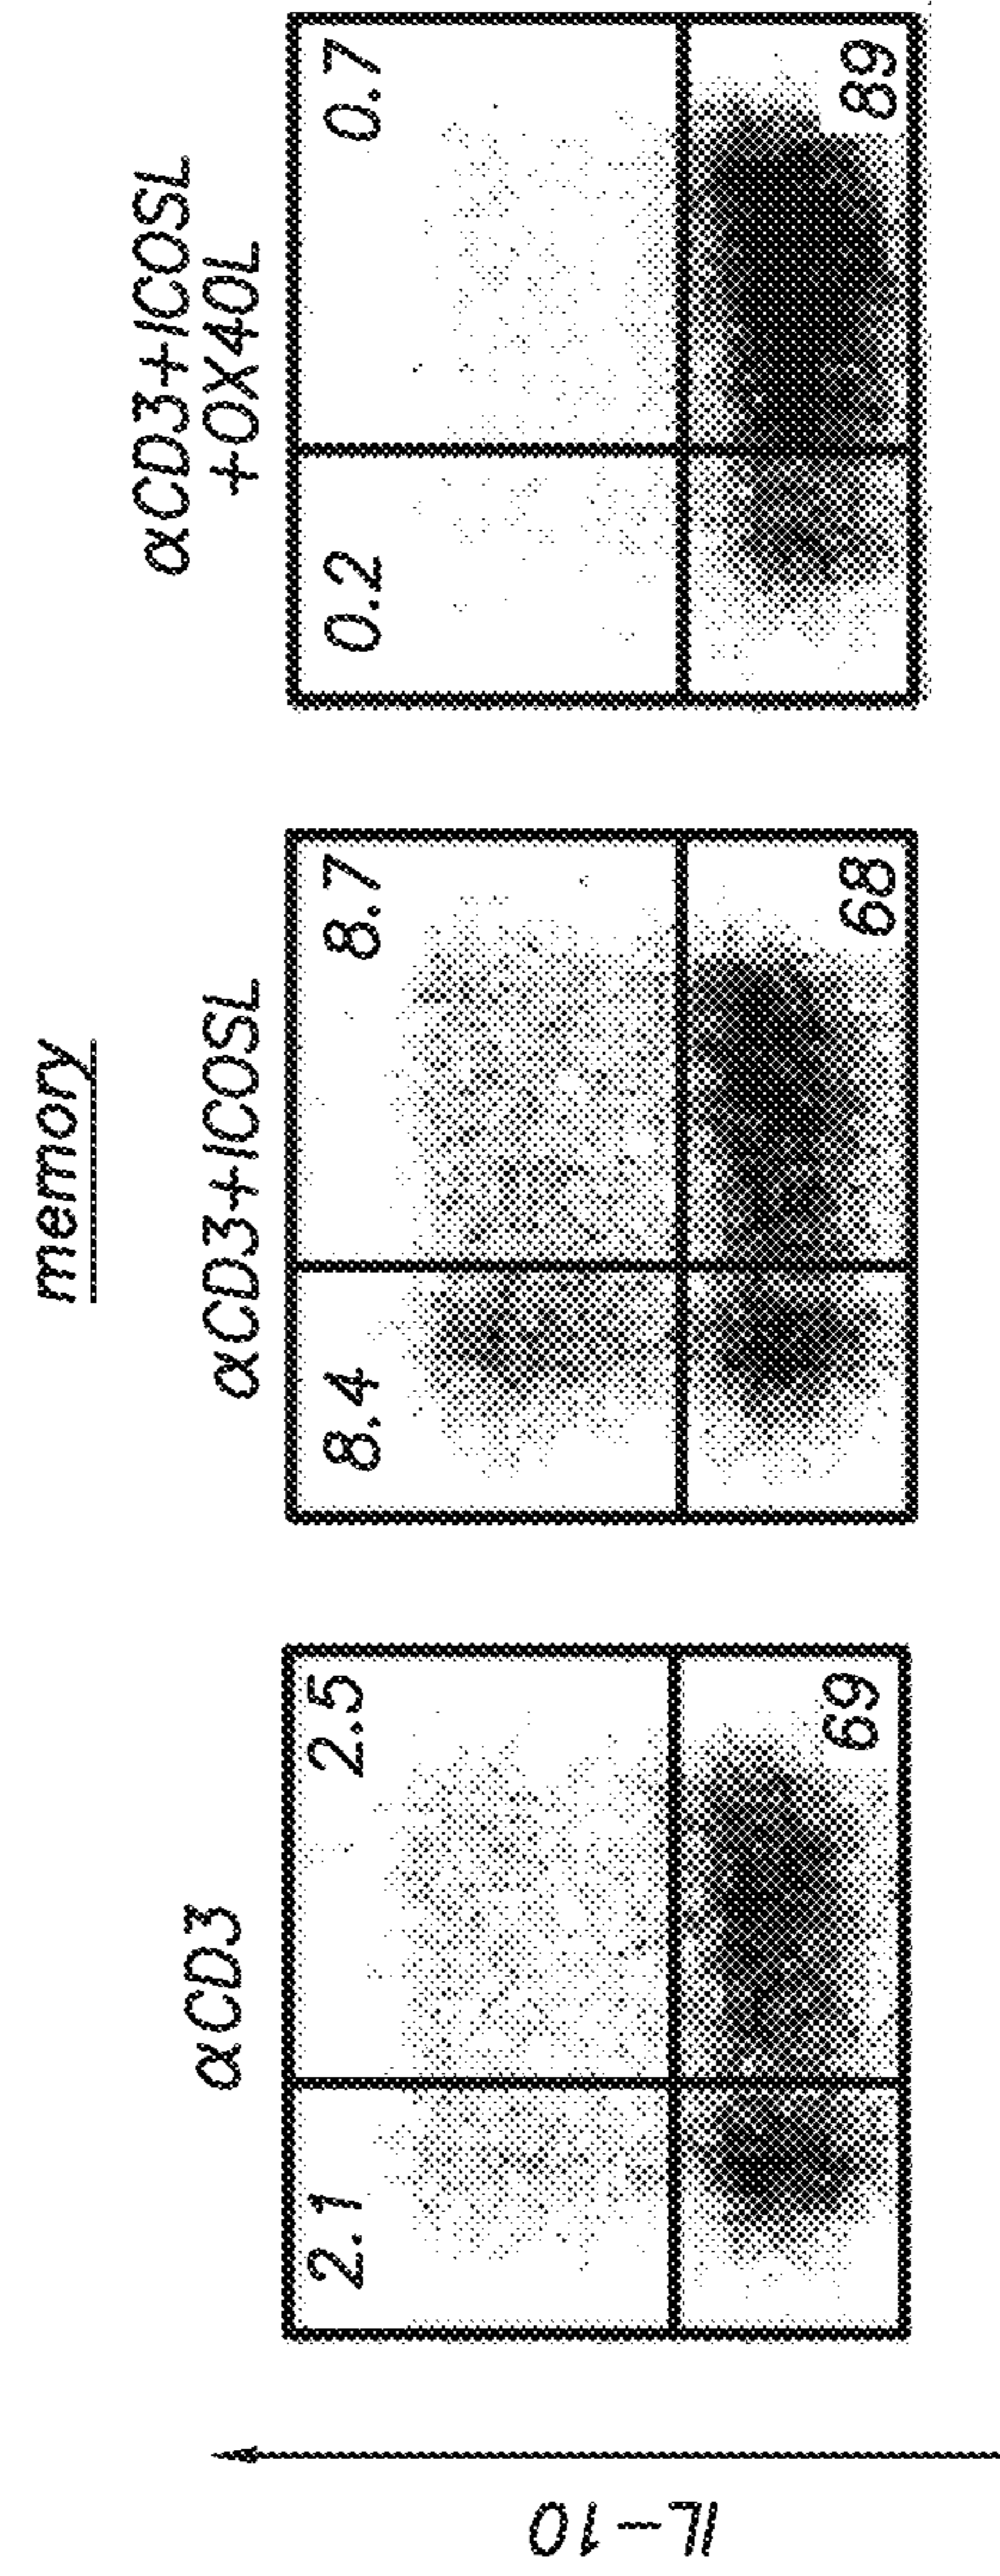 memory
αCD3
αCD3+ICOSL
αCD3+ICOSL
+OX40L
IL-10
2.1 2.5
69
8.4 8.7
68
0.2 0.7
89